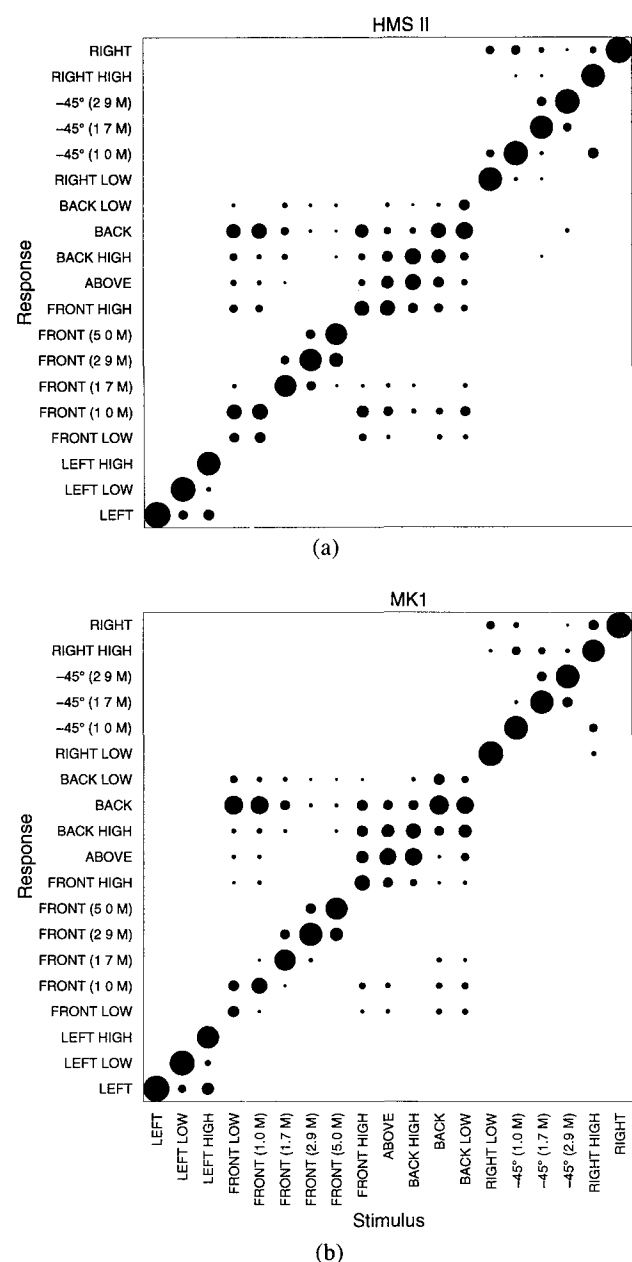 HMS II
RIGHT
RIGHT HIGH
–45° (2 9 M)
–45° (1 7 M)
–45° (1 0 M)
RIGHT LOW
BACK LOW
BACK
BACK HIGH
ABOVE
FRONT HIGH
FRONT (5 0 M)
FRONT (2 9 M)
FRONT (1 7 M)
FRONT (1 0 M)
FRONT LOW
LEFT HIGH
LEFT LOW
LEFT
Response
(a)
MK1
RIGHT
RIGHT HIGH
–45° (2 9 M)
–45° (1 7 M)
–45° (1 0 M)
RIGHT LOW
BACK LOW
BACK
BACK HIGH
ABOVE
FRONT HIGH
FRONT (5 0 M)
FRONT (2 9 M)
FRONT (1 7 M)
FRONT (1 0 M)
FRONT LOW
LEFT HIGH
LEFT LOW
LEFT
Response
LEFT
LEFT LOW
LEFT HIGH
FRONT LOW
FRONT (1.0 M)
FRONT (1.7 M)
FRONT (2.9 M)
FRONT (5.0 M)
FRONT HIGH
ABOVE
BACK HIGH
BACK
BACK LOW
RIGHT LOW
–45° (1.0 M)
–45° (1.7 M)
–45° (2.9 M)
RIGHT HIGH
RIGHT
Stimulus
(b)